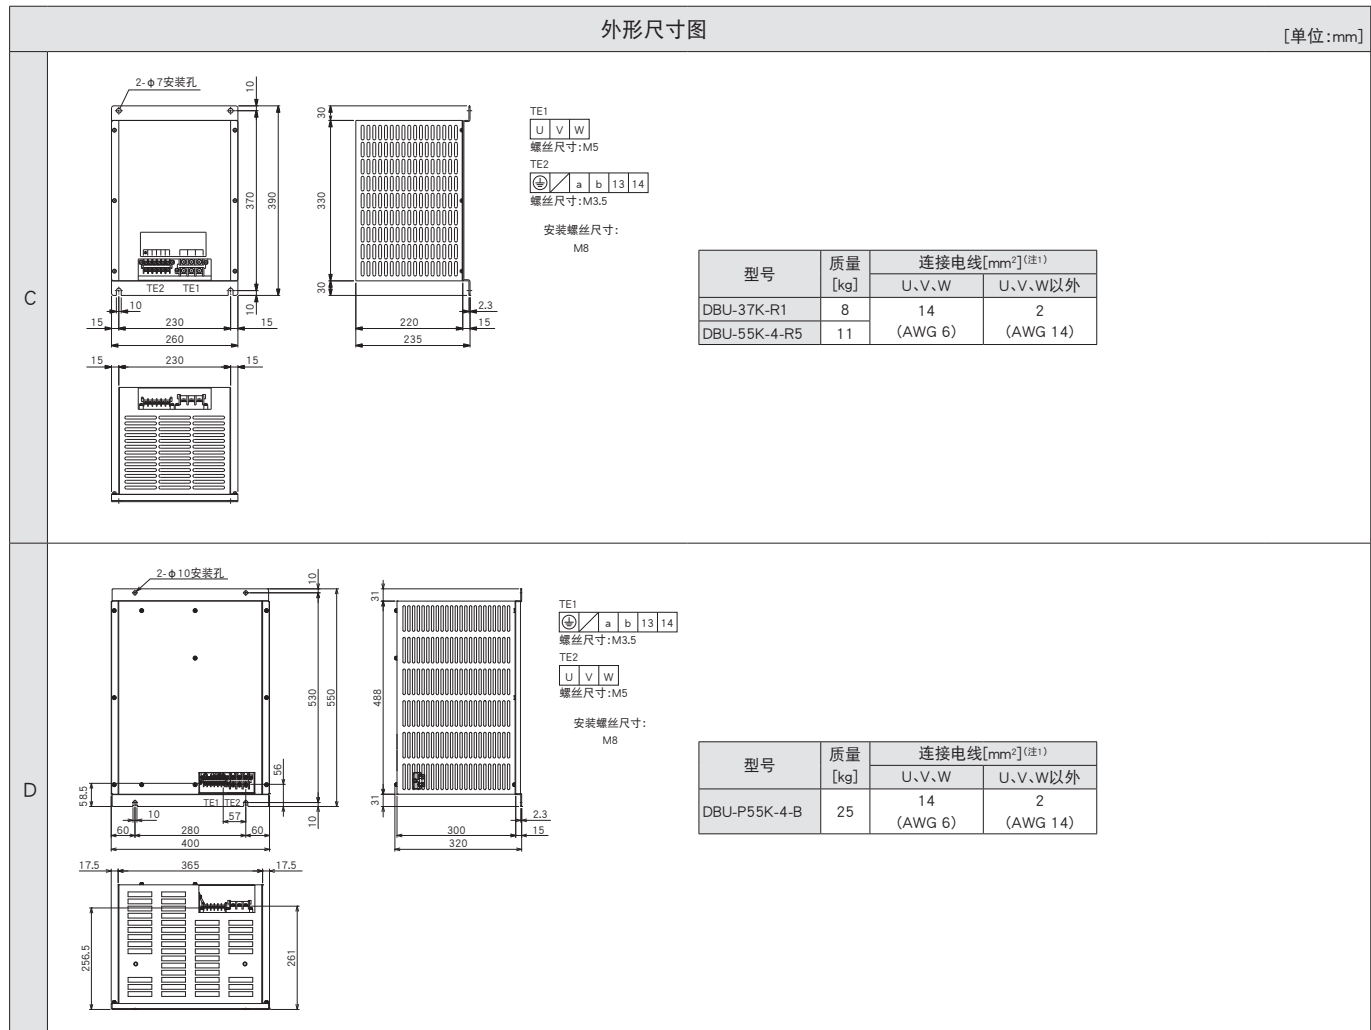 外形尺寸图
[单位:mm]
C
2-φ7安装孔
10
370
390
TE2 TE1
10
10
15 230 15
260
30
330
30
2.3
220 15
235
15 230 15
TE1
U V W
螺丝尺寸:M5
TE2
a b 13 14
螺丝尺寸:M3.5
安装螺丝尺寸:
M8
型号 质量[kg] 连接电线[mm²](注1)
U、V、W U、V、W以外
DBU-37K-R1 8 14 2
DBU-55K-4-R5 11 (AWG 6) (AWG 14)
D
2-φ10安装孔
10
530
550
56
58.5
TE1 TE2
10 57
10
60 280 60
400
31
488
31
2.3
300 15
320
17.5 365 17.5
256.5
261
TE1
a b 13 14
螺丝尺寸:M3.5
TE2
U V W
螺丝尺寸:M5
安装螺丝尺寸:
M8
型号 质量[kg] 连接电线[mm²](注1)
U、V、W U、V、W以外
DBU-P55K-4-B 25 14 2
(AWG 6) (AWG 14)